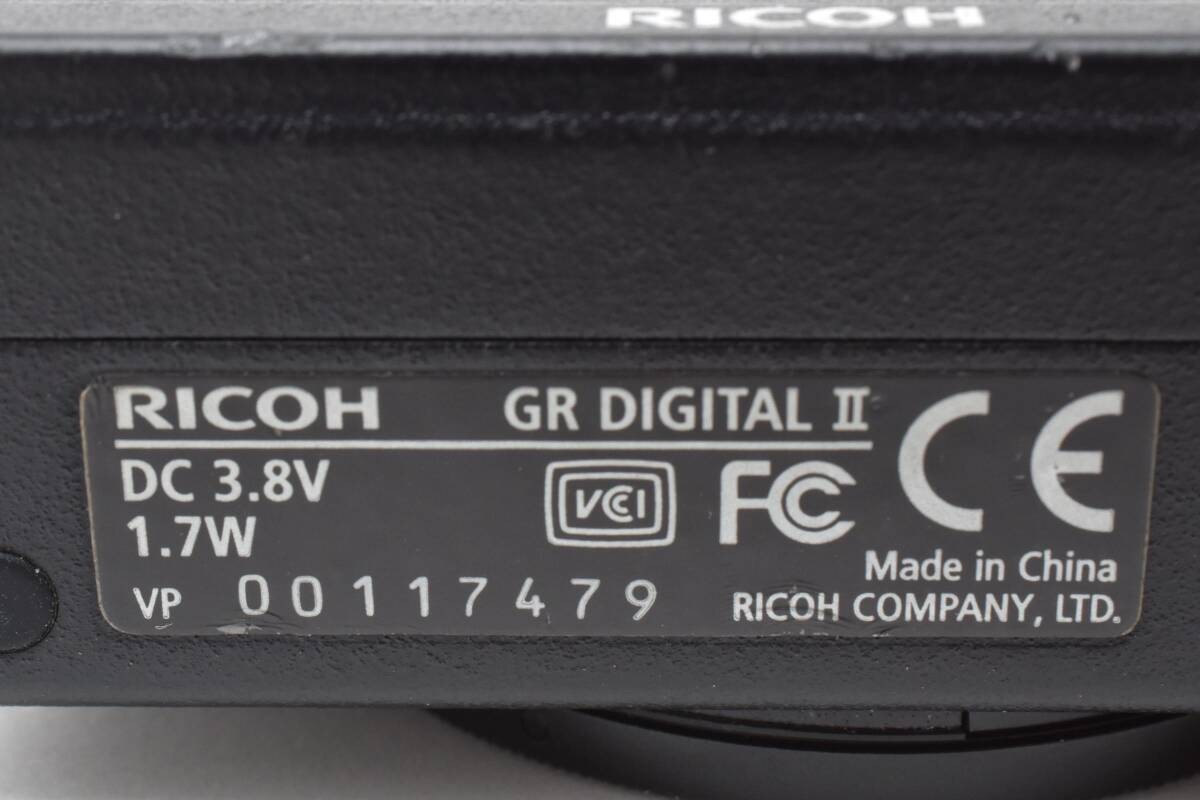 RICOH
RICOH GR DIGITAL II
DC 3.8V
1.7W
VCCI FCC CE
Made in China
VP 00117479
RICOH COMPANY, LTD.